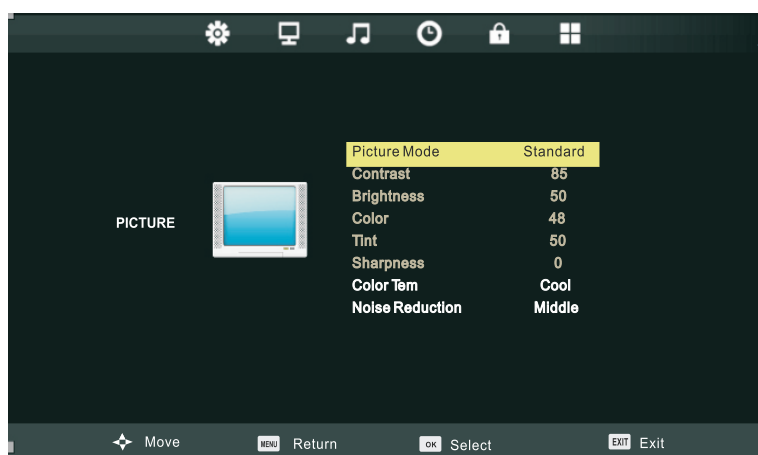 Picture Mode Standard
Contrast 85
Brightness 50
Color 48
PICTURE
Tint 50
Sharpness 0
Color Tem Cool
Noise Reduction Middle
Move MENU Return OK Select EXIT Exit